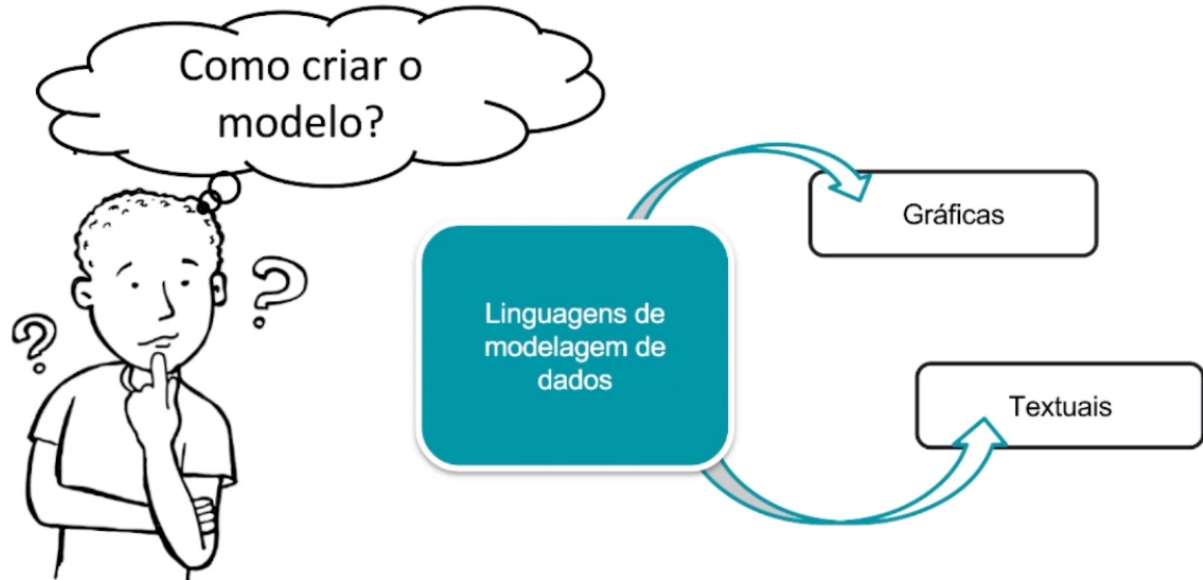 Como criar o
modelo?
?
?
Gráficas
Linguagens de
modelagem de
dados
Textuais